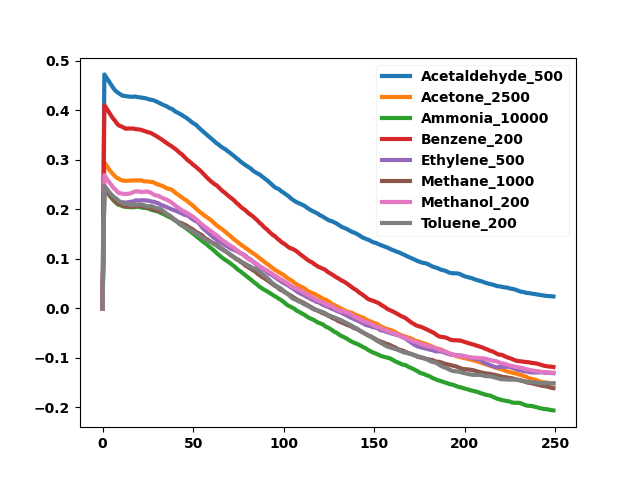 0.5
0.4
0.3
0.2
0.1
0.0
−0.1
−0.2
0
50
100
150
200
250
Acetaldehyde_500
Acetone_2500
Ammonia_10000
Benzene_200
Ethylene_500
Methane_1000
Methanol_200
Toluene_200